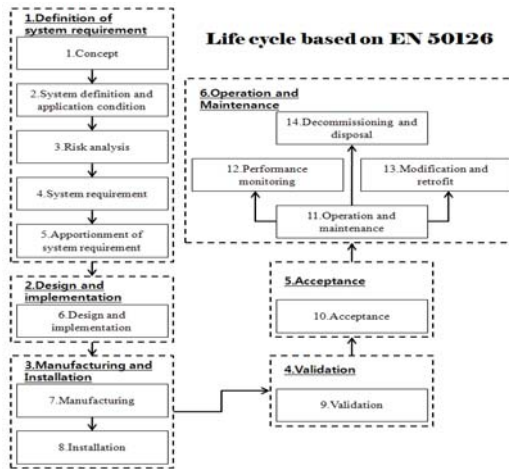 Life cycle based on EN 50126
1.Definition of
system requirement
1.Concept
2.System definition and
application condition
3.Risk analysis
4.System requirement
5.Apportionment of
system requirement
2.Design and
implementation
6.Design and
implementation
3.Manufacturing and
Installation
7.Manufacturing
8.Installation
4.Validation
9.Validation
5.Acceptance
10.Acceptance
6.Operation and
Maintenance
14.Decommissioning and
disposal
12.Performance
monitoring
13.Modification and
retrofit
11.Operation and
maintenance